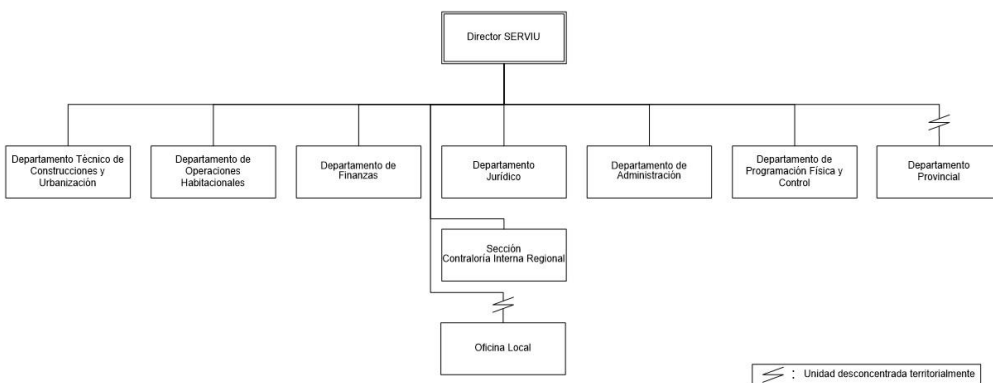 Director SERVIU
Departamento Técnico de
Construcciones y
Urbanización
Departamento de
Operaciones
Habitacionales
Departamento de
Finanzas
Departamento
Jurídico
Departamento de
Administración
Departamento de
Programación Física y
Control
Departamento
Provincial
Sección
Contraloría Interna Regional
Oficina Local
: Unidad desconcentrada territorialmente